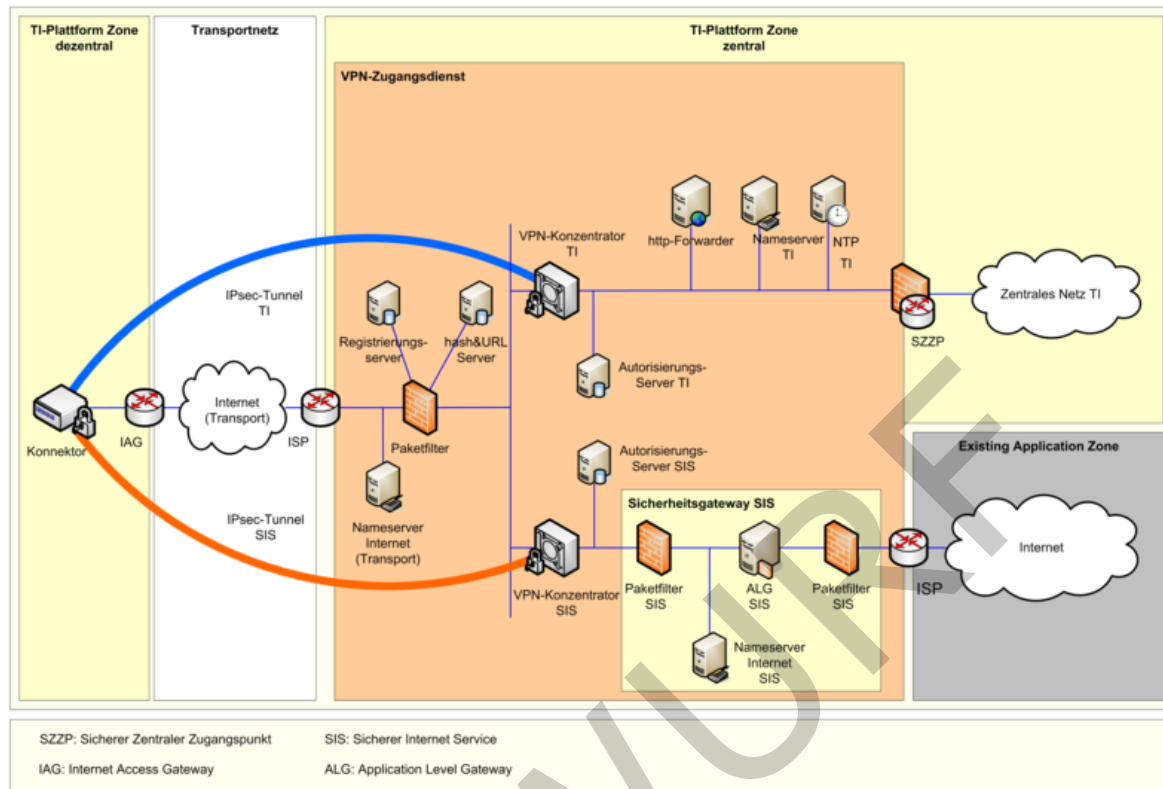 TI-Plattform Zone
dezentral
Transportnetz
TI-Plattform Zone
zentral
VPN-Zugangsdienst
VPN-Konzentrator
TI
http-Forwarder
Nameserver
TI
NTP
TI
IPsec-Tunnel
TI
Registrierungs-
server
hash&URL
Server
Autorisierungs-
Server TI
SZZP
Zentrales Netz TI
Konnektor
IAG
Internet
(Transport)
ISP
Paketfilter
Nameserver
Internet
(Transport)
IPsec-Tunnel
SIS
Autorisierungs-
Server SIS
VPN-Konzentrator
SIS
Sicherheitsgateway SIS
Paketfilter
SIS
ALG
SIS
Paketfilter
SIS
Nameserver
Internet
SIS
Existing Application Zone
ISP
Internet
SZZP: Sicherer Zentraler Zugangspunkt
SIS: Sicherer Internet Service
IAG: Internet Access Gateway
ALG: Application Level Gateway